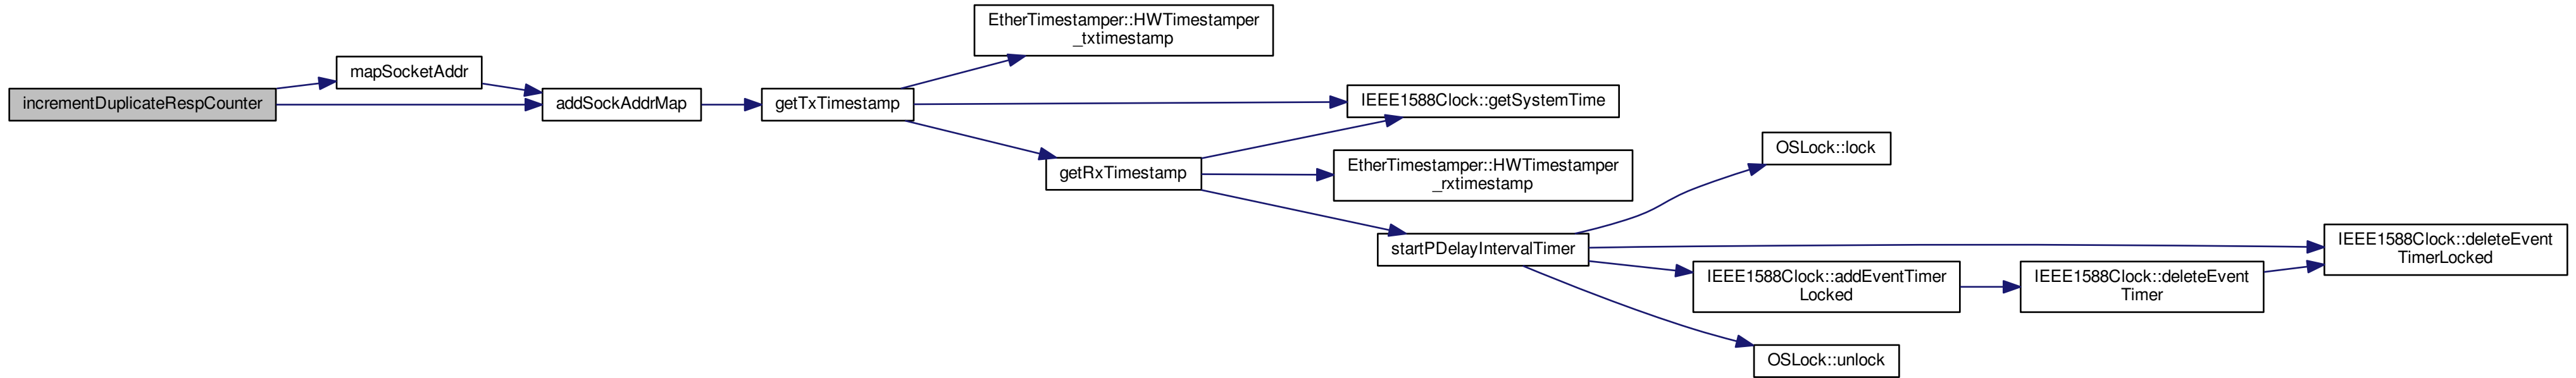 incrementDuplicateRespCounter
mapSocketAddr
addSockAddrMap
getTxTimestamp
EtherTimestamper::HWTimestamper
_txtimestamp
IEEE1588Clock::getSystemTime
getRxTimestamp
EtherTimestamper::HWTimestamper
_rxtimestamp
startPDelayIntervalTimer
OSLock::lock
IEEE1588Clock::deleteEvent
TimerLocked
IEEE1588Clock::addEventTimer
Locked
IEEE1588Clock::deleteEvent
Timer
OSLock::unlock